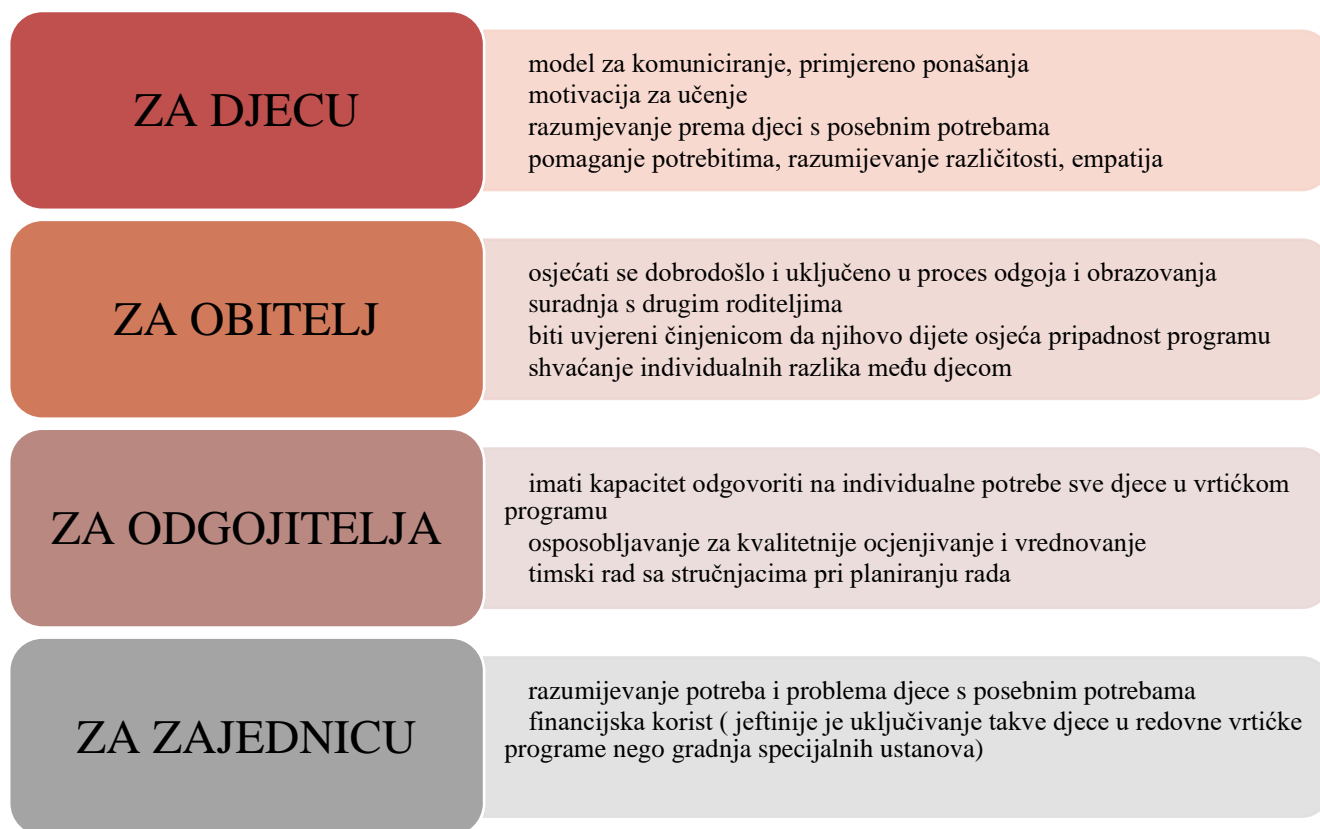 ZA DJECU
model za komuniciranje, primjereno ponašanja
motivacija za učenje
razumjevanje prema djeci s posebnim potrebama
pomaganje potrebitima, razumijevanje različitosti, empatija
ZA OBITELJ
osjećati se dobrodošlo i uključeno u proces odgoja i obrazovanja
suradnja s drugim roditeljima
biti uvjereni činjenicom da njihovo dijete osjeća pripadnost programu
shvaćanje individualnih razlika među djecom
ZA ODGOJITELJA
imati kapacitet odgovoriti na individualne potrebe sve djece u vrtićkom
programu
osposobljavanje za kvalitetnije ocjenjivanje i vrednovanje
timski rad sa stručnjacima pri planiranju rada
ZA ZAJEDNICU
razumijevanje potreba i problema djece s posebnim potrebama
financijska korist ( jeftinije je uključivanje takve djece u redovne vrtićke
programe nego gradnja specijalnih ustanova)